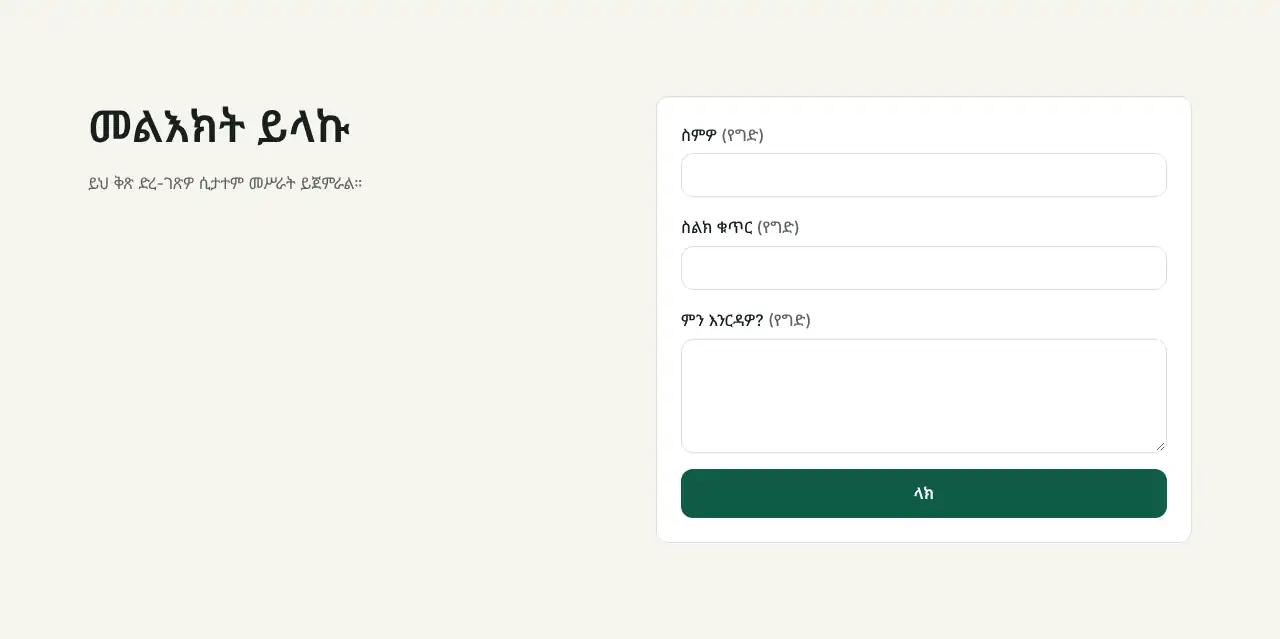 መልእክት ይላኩ
ይህ ቅጽ ድረ-ገጽዎ ሲታተም መሥራት ይጀምራል።
ስምዎ (የግድ)
ስልክ ቁጥር (የግድ)
ምን እንርዳዎ? (የግድ)
ላክ